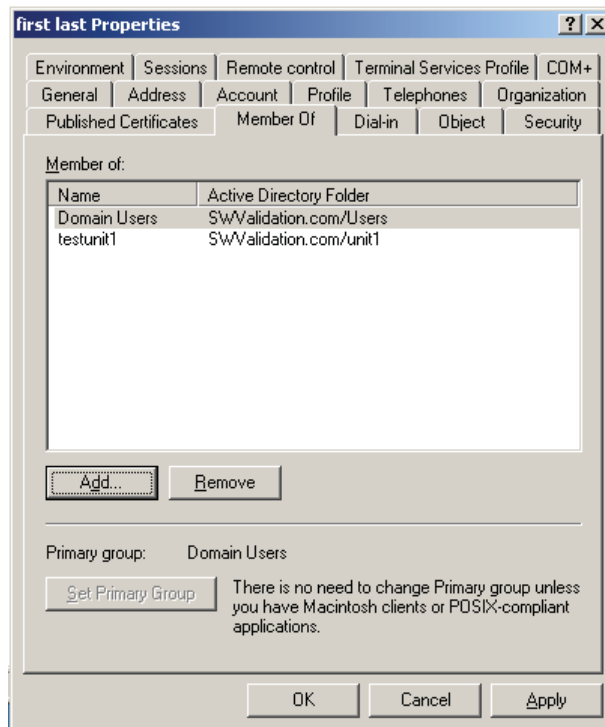 first last Properties
? X
Environment Sessions Remote control Terminal Services Profile COM+
General Address Account Profile Telephones Organization
Published Certificates Member Of Dial-in Object Security
Member of:
Name Active Directory Folder
Domain Users SWValidation.com/Users
testunit1 SWValidation.com/unit1
Add... Remove
Primary group: Domain Users
Set Primary Group
There is no need to change Primary group unless
you have Macintosh clients or POSIX-compliant
applications.
OK Cancel Apply